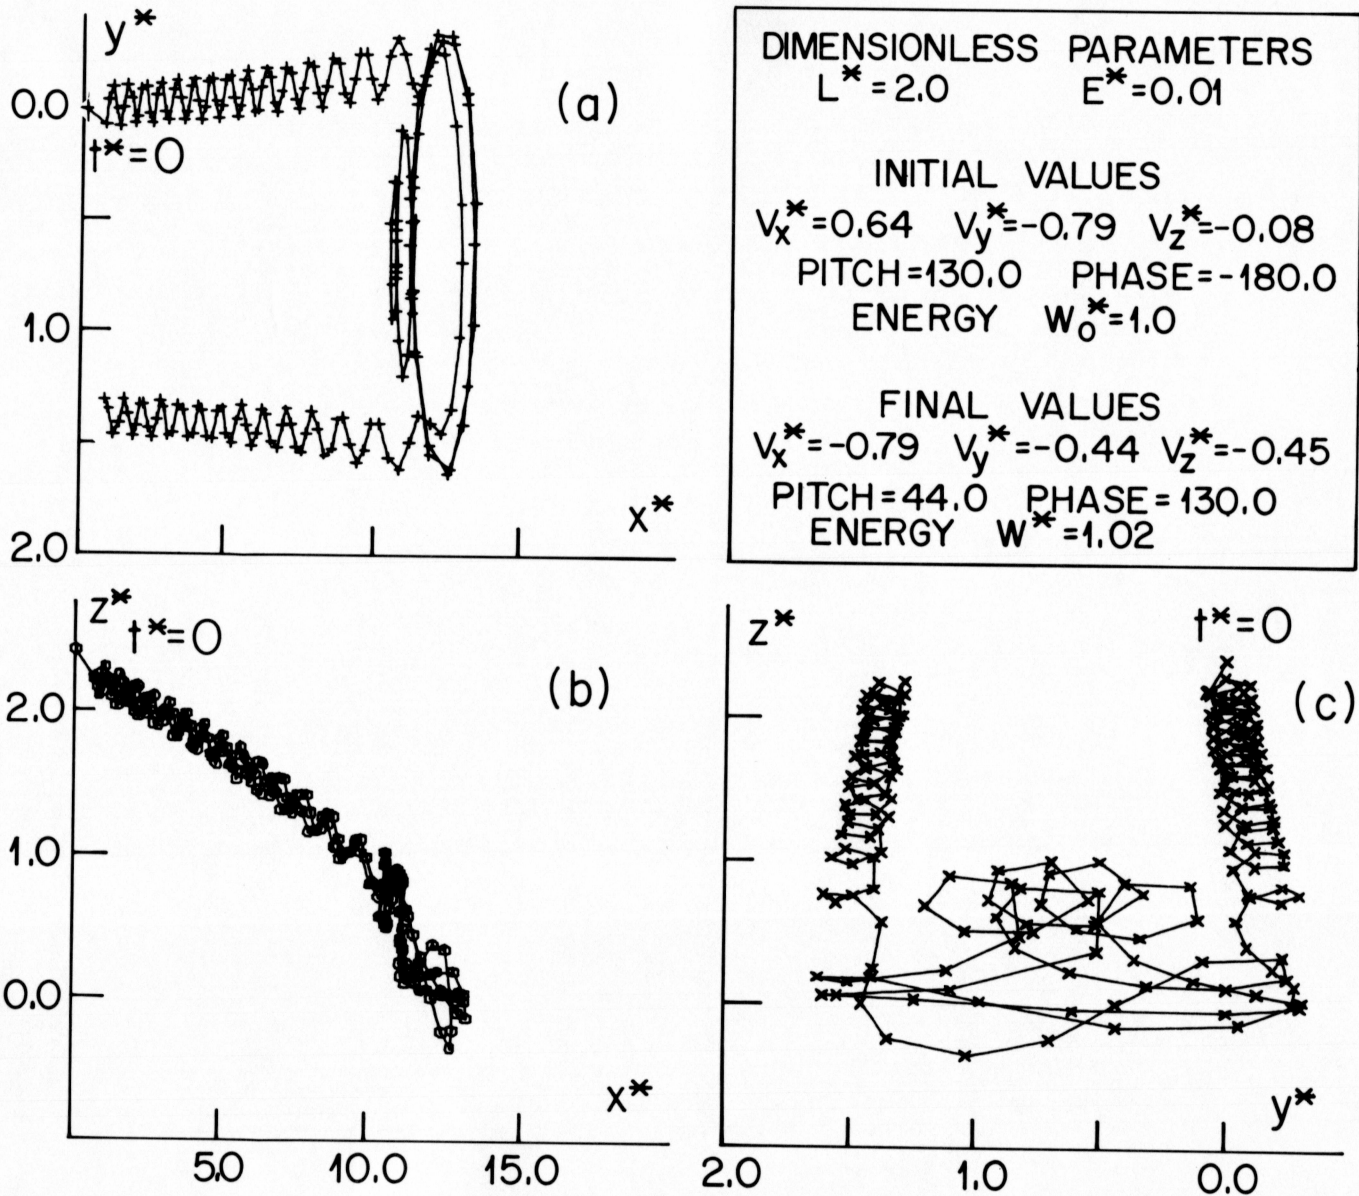 y*
0.0
t*=0
(a)
1.0
x*
2.0
DIMENSIONLESS PARAMETERS
L*=2.0 E*=0.01
INITIAL VALUES
Vx*=0.64 Vy*=-0.79 Vz*=-0.08
PITCH=130.0 PHASE=-180.0
ENERGY Wo*=1.0
FINAL VALUES
Vx*=-0.79 Vy*=-0.44 Vz*=-0.45
PITCH=44.0 PHASE=130.0
ENERGY W*=1.02
z*
t*=0
(b)
2.0
1.0
0.0
x*
5.0 10.0 15.0
z*
t*=0
(c)
y*
2.0 1.0 0.0